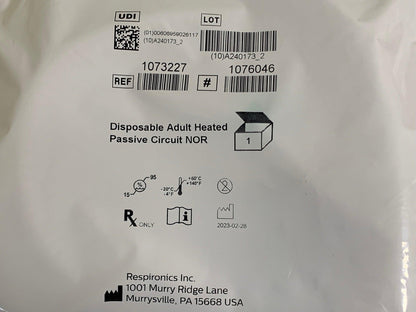 UDI
(01)00606959026117
(10)A240173_2
LOT
(10)A240173_2
1073227
REF
1076046
#
Disposable Adult Heated
Passive Circuit NOR
1
95
%
15
+60°C
+140°F
-20°C
-4°F
Rx ONLY
i
2023-02-28
Respironics Inc.
1001 Murry Ridge Lane
Murrysville, PA 15668 USA